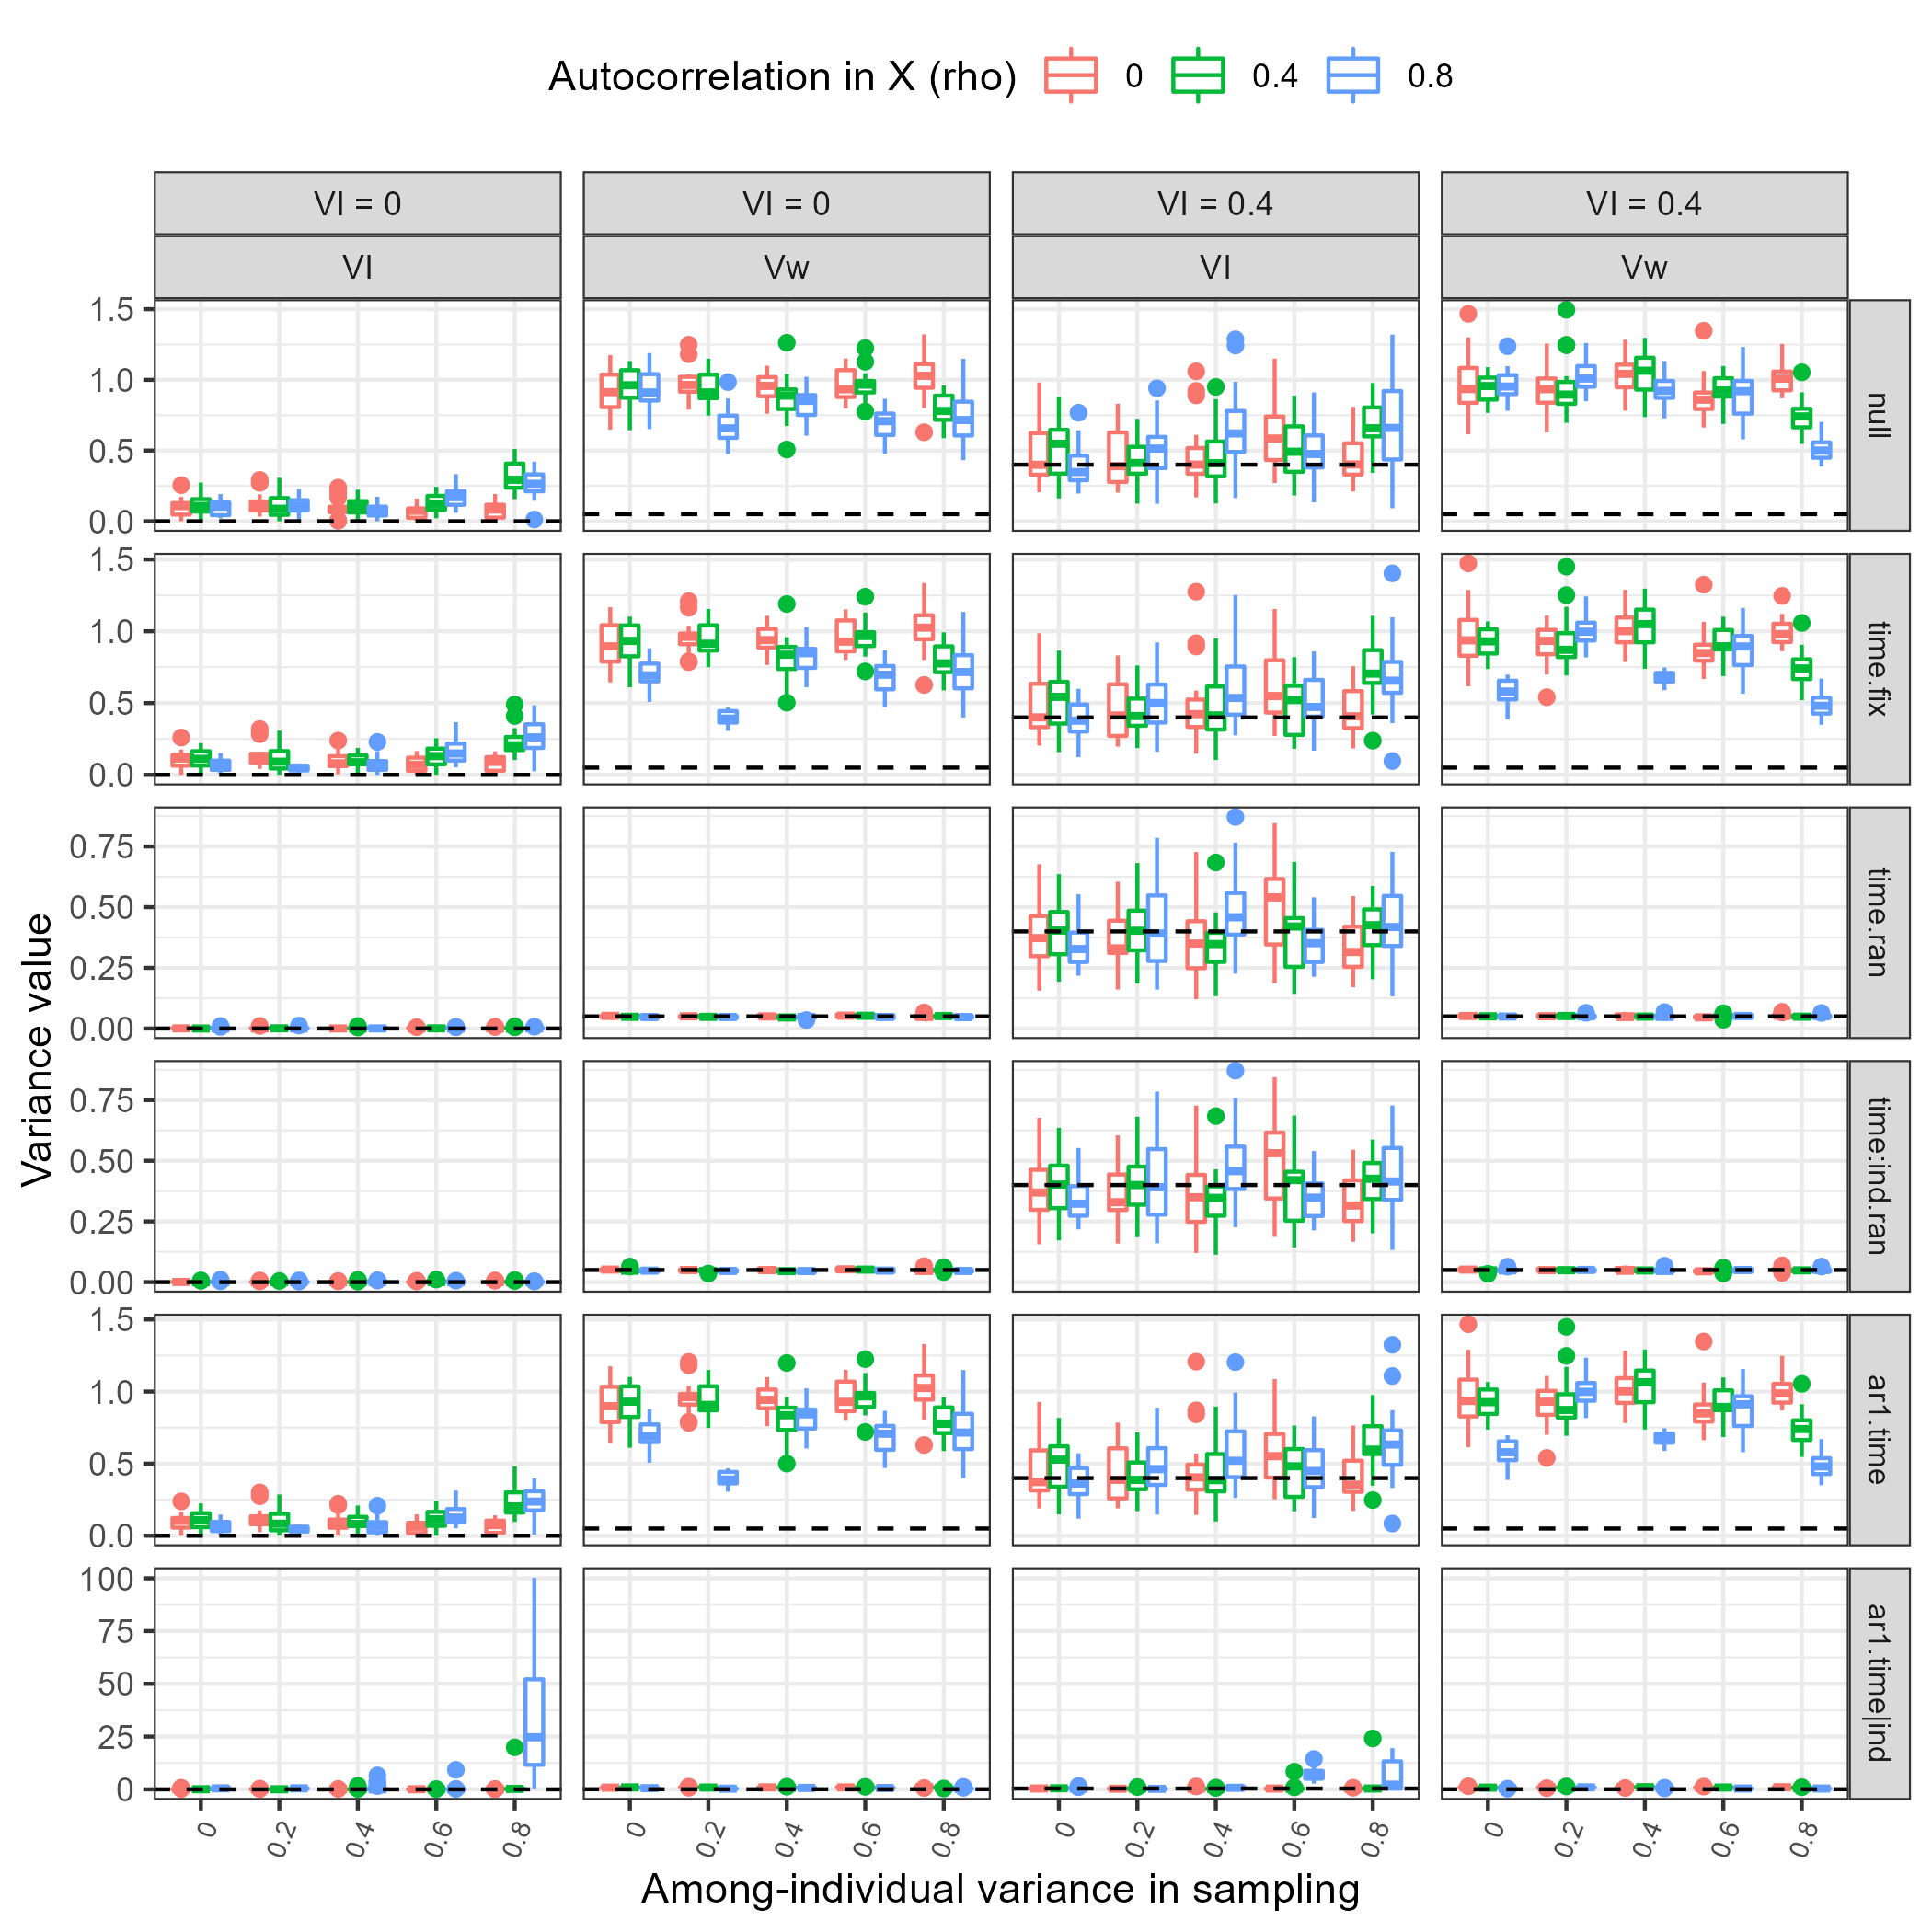 Autocorrelation in X (rho) 0 0.4 0.8
VI = 0 VI = 0 VI = 0.4 VI = 0.4
VI Vw VI Vw
1.5
1.0
0.5
0.0
null
1.5
1.0
0.5
0.0
time.fix
0.75
0.50
0.25
0.00
time.ran
0.75
0.50
0.25
0.00
time:ind.ran
1.5
1.0
0.5
0.0
ar1.time
100
75
50
25
0
ar1.time|ind
Variance value
0 0.2 0.4 0.6 0.8 0 0.2 0.4 0.6 0.8 0 0.2 0.4 0.6 0.8 0 0.2 0.4 0.6 0.8
Among-individual variance in sampling